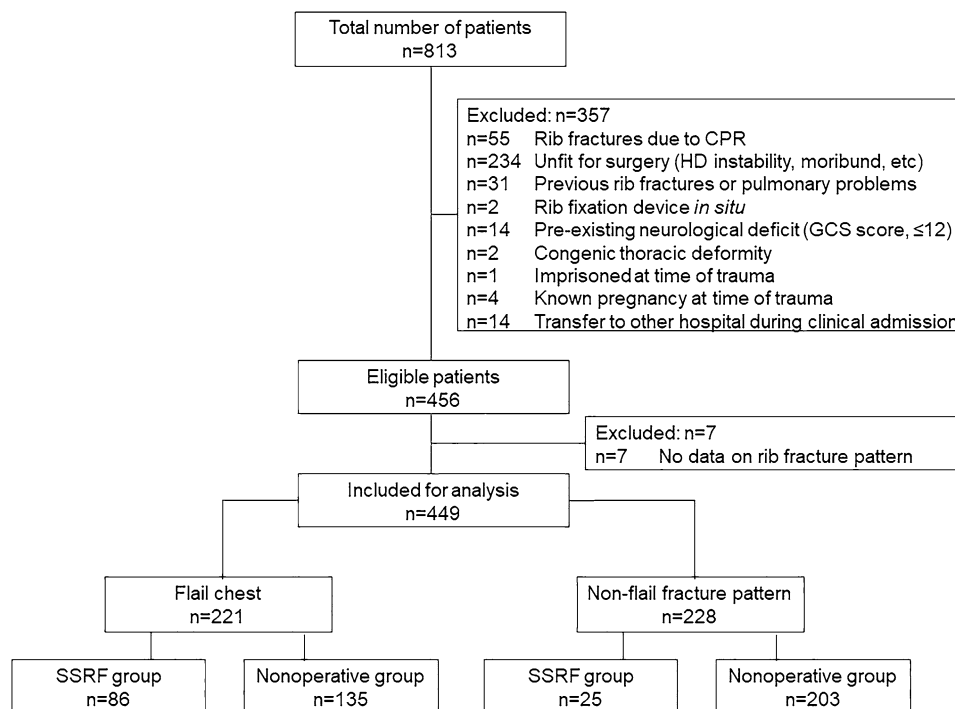 Total number of patients
n=813
Excluded: n=357
n=55 Rib fractures due to CPR
n=234 Unfit for surgery (HD instability, moribund, etc)
n=31 Previous rib fractures or pulmonary problems
n=2 Rib fixation device in situ
n=14 Pre-existing neurological deficit (GCS score, ≤12)
n=2 Congenic thoracic deformity
n=1 Imprisoned at time of trauma
n=4 Known pregnancy at time of trauma
n=14 Transfer to other hospital during clinical admission
Eligible patients
n=456
Excluded: n=7
n=7 No data on rib fracture pattern
Included for analysis
n=449
Flail chest
n=221
Non-flail fracture pattern
n=228
SSRF group
n=86
Nonoperative group
n=135
SSRF group
n=25
Nonoperative group
n=203